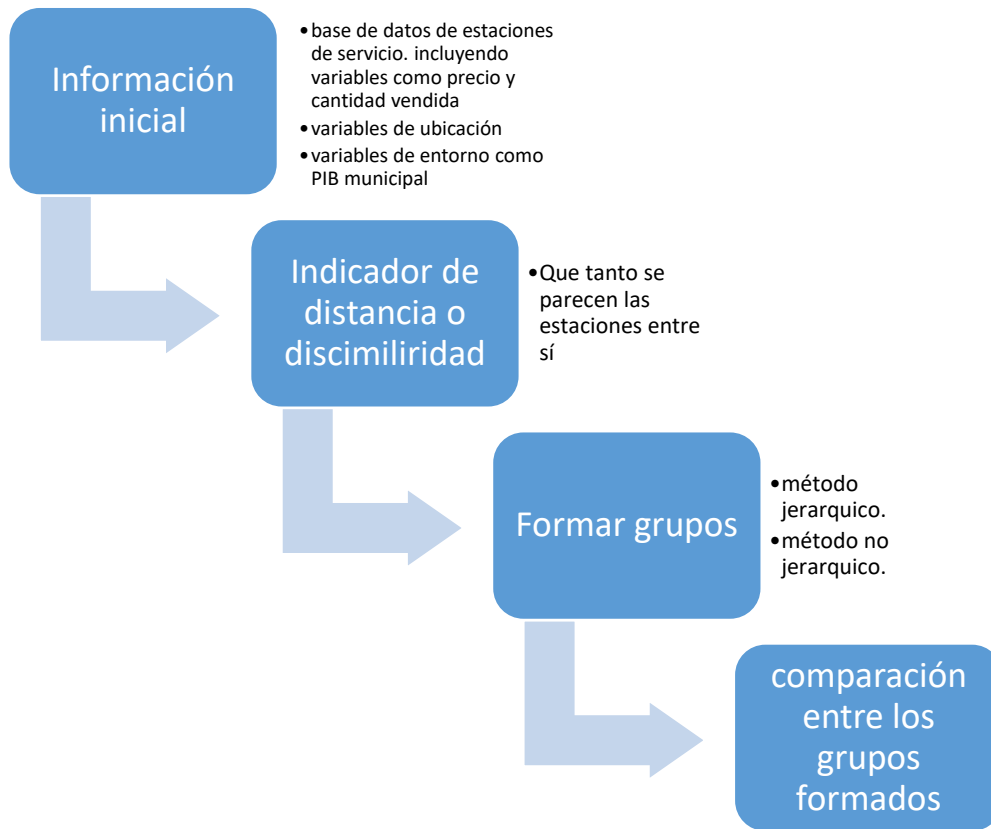 Información
inicial
•base de datos de estaciones
de servicio. incluyendo
variables como precio y
cantidad vendida
•variables de ubicación
•variables de entorno como
PIB municipal
Indicador de
distancia o
discimiliridad
•Que tanto se
parecen las
estaciones entre
sí
Formar grupos
•método
jerarquico.
•método no
jerarquico.
comparación
entre los
grupos
formados